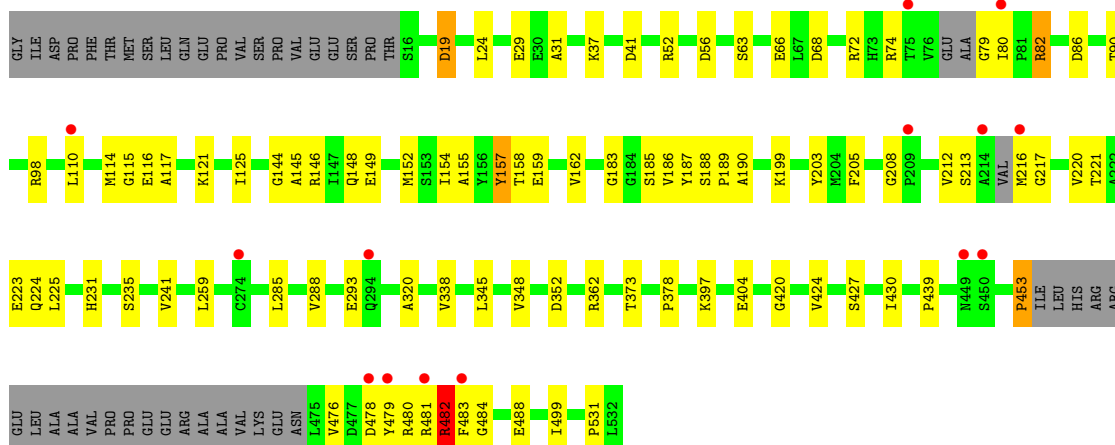 GLY ILE ASP PRO PHE THR MET SER LEU GLN GLU PRO VAL SER PRO VAL GLU GLU SER PRO THR S16 D19 L24 E29 E30 A31 K37 D41 R52 D56 S63 E66 L67 D68 R72 H73 R74 T75 V76 GLU ALA G79 I80 P81 R82 D86 T90
R98 L110 M114 G115 E116 A117 K121 I125 G144 A145 R146 I147 Q148 E149 M152 S153 I154 A155 Y156 Y157 T158 E159 V162 G183 G184 S185 V186 Y187 S188 P189 A190 K199 Y203 M204 F205 G208 P209 V212 S213 A214 VAL M216 G217 V220 T221 A222
E223 Q224 L225 H231 S235 V241 L259 C274 L285 V288 E293 Q294 A320 V338 L345 V348 D352 R362 T373 P378 K397 E404 G420 V424 S427 I430 P439 N449 S450 P453 ILE LEU HIS ARG ARG
GLU LEU ALA ALA VAL PRO PRO GLU GLU ARG ALA ALA VAL LYS GLU ASN L475 V476 D477 D478 Y479 R480 R481 R482 F483 G484 E488 I499 P531 L532